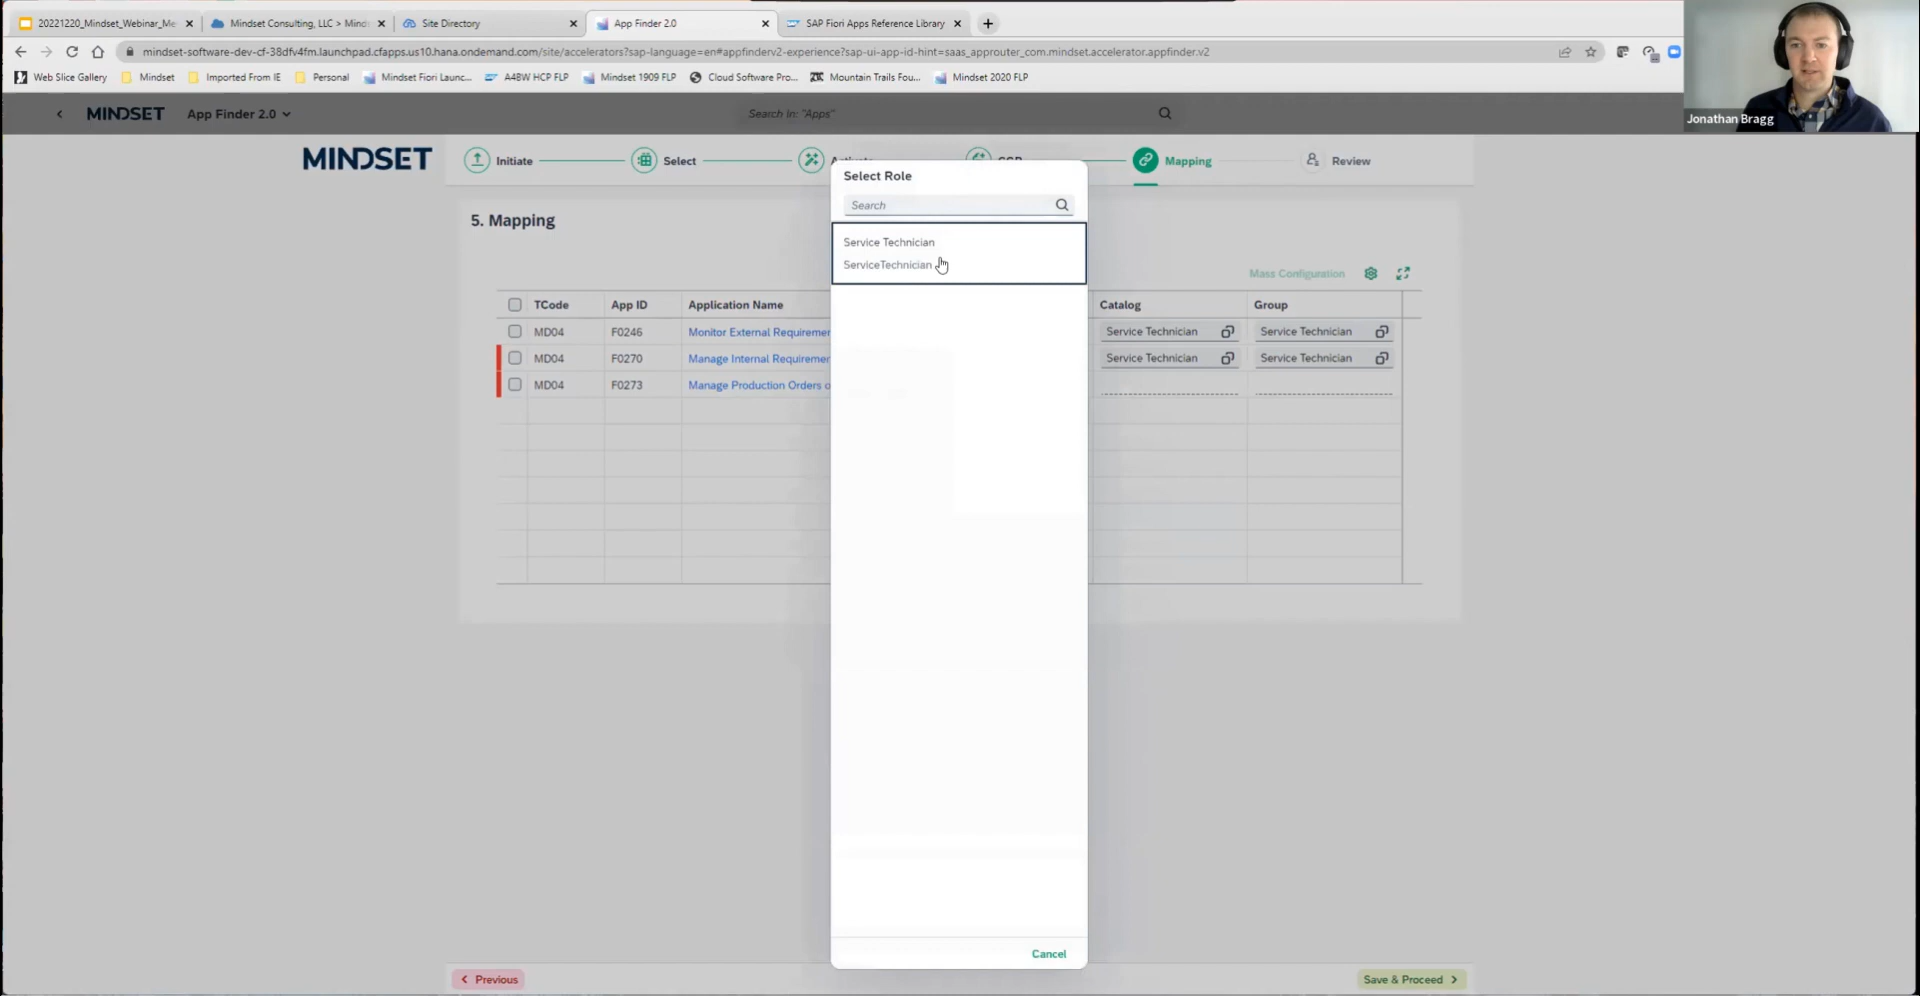 20221220_Mindset_Webinar_Me
Mindset Consulting, LLC > Mind
Site Directory
App Finder 2.0
SAP Fiori Apps Reference Library
mindset-software-dev-cf-38dfv4fm.launchpad.cfapps.us10.hana.ondemand.com/site/accelerators?sap-language=en#appfinderv2-experience?sap-ui-app-id-hint=saas_approuter_com.mindset.accelerator.appfinder.v2
Web Slice Gallery
Mindset
Imported From IE
Personal
Mindset Fiori Launc...
A4BW HCP FLP
Mindset 1909 FLP
Cloud Software Pro...
Mountain Trails Fou...
Mindset 2020 FLP
Jonathan Bragg
MINDSET
App Finder 2.0
Search In: "Apps"
MINDSET
Initiate
Select
Mapping
Review
Select Role
Search
Service Technician
ServiceTechnician
5. Mapping
Mass Configuration
TCode App ID Application Name Catalog Group
MD04 F0246 Monitor External Requiremen Service Technician Service Technician
MD04 F0270 Manage Internal Requiremen Service Technician Service Technician
MD04 F0273 Manage Production Orders o
Cancel
Previous
Save & Proceed